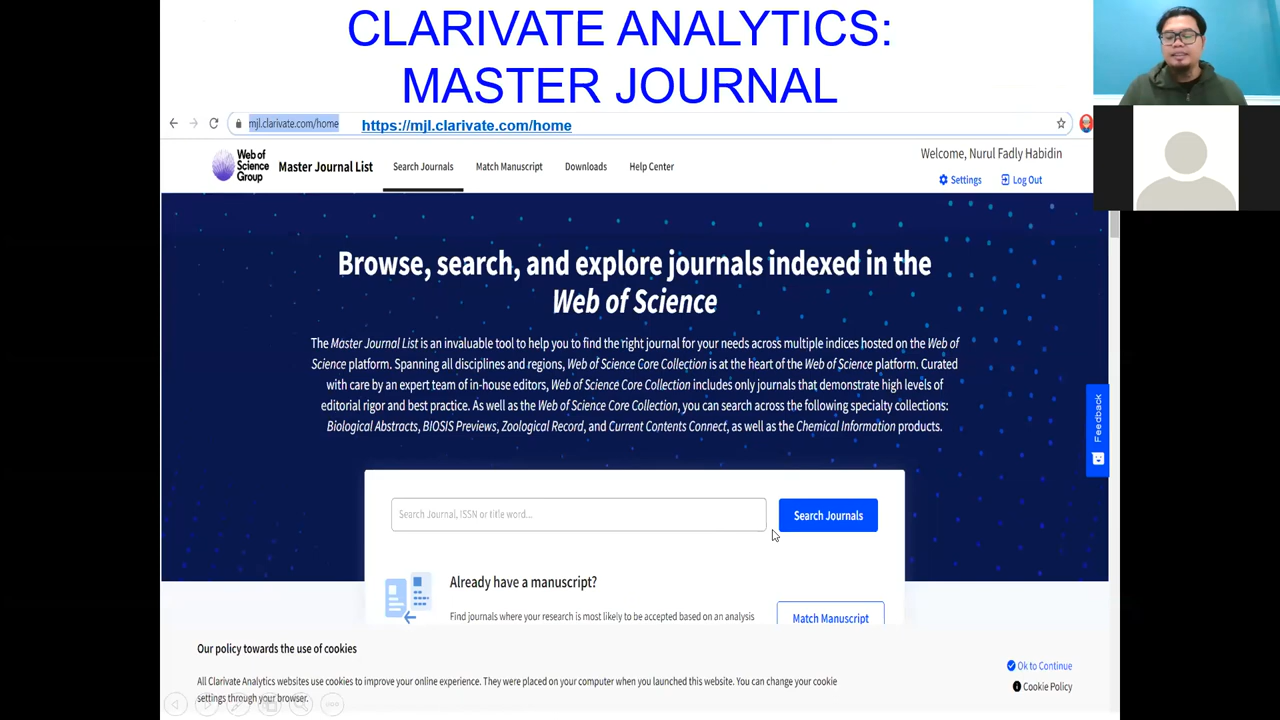 CLARIVATE ANALYTICS:
MASTER JOURNAL
mjl.clarivate.com/home
https://mjl.clarivate.com/home
Web of Science Group
Master Journal List
Search Journals
Match Manuscript
Downloads
Help Center
Welcome, Nurul Fadly Habidin
Settings
Log Out
Browse, search, and explore journals indexed in the
Web of Science
The Master Journal List is an invaluable tool to help you to find the right journal for your needs across multiple indices hosted on the Web of
Science platform. Spanning all disciplines and regions, Web of Science Core Collection is at the heart of the Web of Science platform. Curated
with care by an expert team of in-house editors, Web of Science Core Collection includes only journals that demonstrate high levels of
editorial rigor and best practice. As well as the Web of Science Core Collection, you can search across the following specialty collections:
Biological Abstracts, BIOSIS Previews, Zoological Record, and Current Contents Connect, as well as the Chemical Information products.
Feedback
Search Journal, ISSN or title word...
Search Journals
Already have a manuscript?
Find journals where your research is most likely to be accepted based on an analysis
Match Manuscript
Our policy towards the use of cookies
All Clarivate Analytics websites use cookies to improve your online experience. They were placed on your computer when you launched this website. You can change your cookie
settings through your browser.
Ok to Continue
Cookie Policy